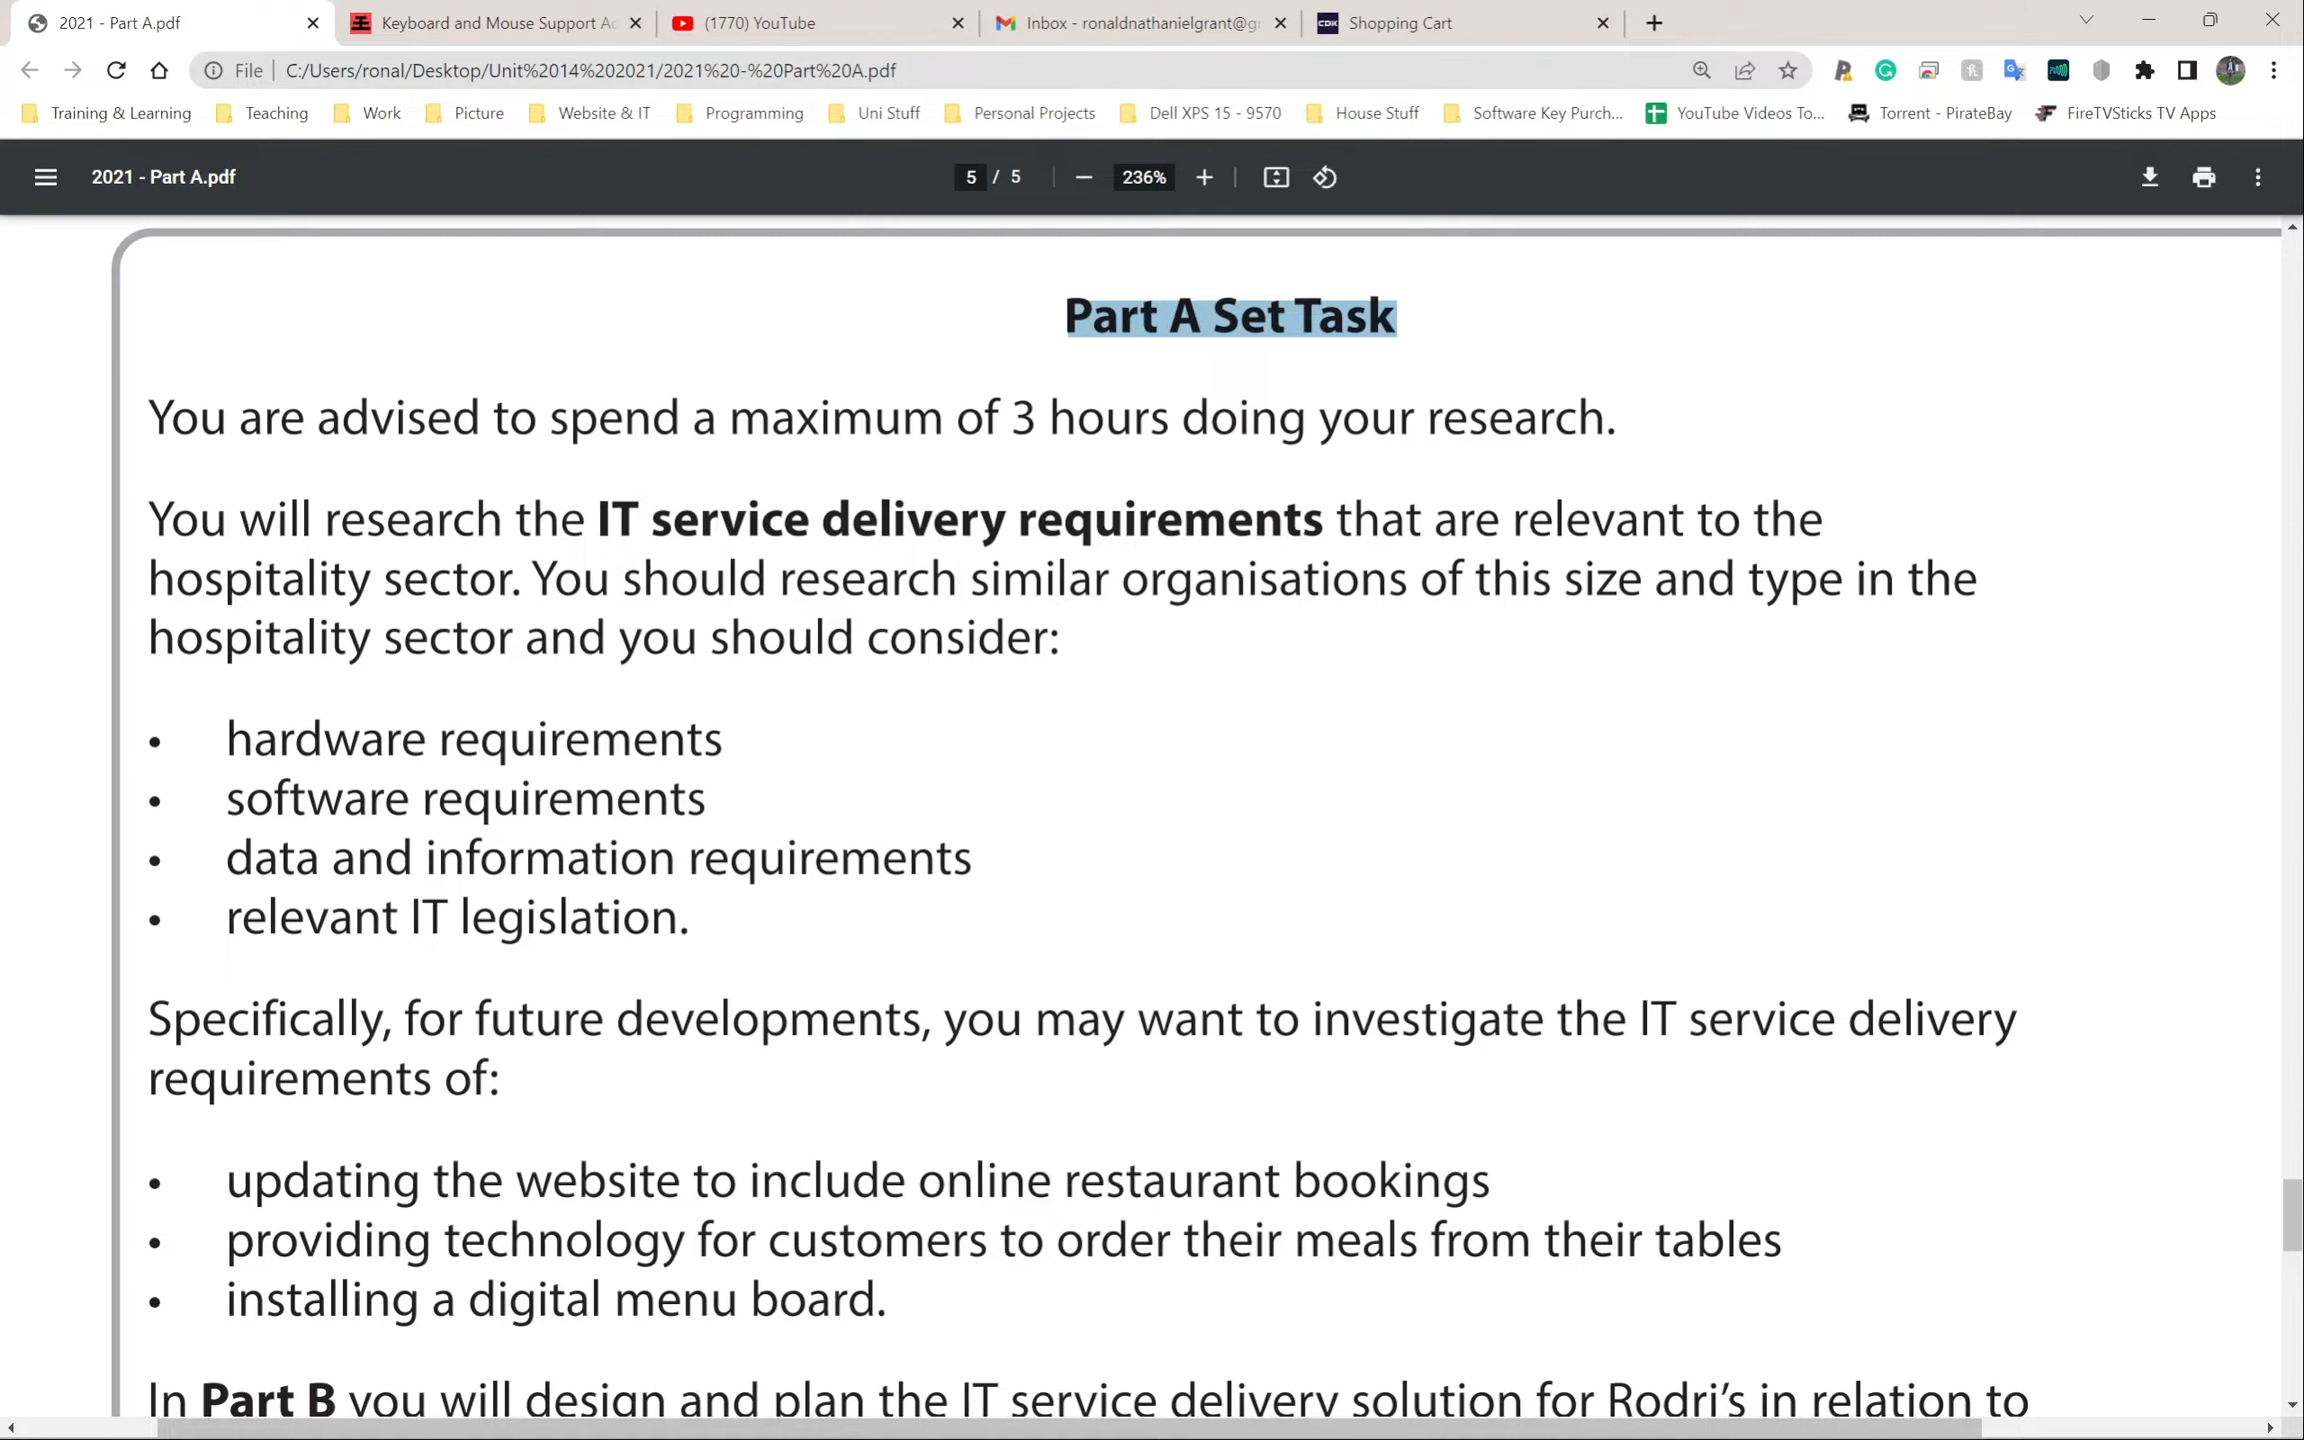 2021 - Part A.pdf
Keyboard and Mouse Support Ac
(1770) YouTube
Inbox - ronaldnathanielgrant@gr
CDK Shopping Cart
File C:/Users/ronal/Desktop/Unit%2014%202021/2021%20-%20Part%20A.pdf
Training & Learning Teaching Work Picture Website & IT Programming Uni Stuff Personal Projects Dell XPS 15 - 9570 House Stuff Software Key Purch... YouTube Videos To... Torrent - PirateBay FireTVSticks TV Apps
2021 - Part A.pdf 5 / 5 236%
Part A Set Task
You are advised to spend a maximum of 3 hours doing your research.
You will research the IT service delivery requirements that are relevant to the
hospitality sector. You should research similar organisations of this size and type in the
hospitality sector and you should consider:
• hardware requirements
• software requirements
• data and information requirements
• relevant IT legislation.
Specifically, for future developments, you may want to investigate the IT service delivery
requirements of:
• updating the website to include online restaurant bookings
• providing technology for customers to order their meals from their tables
• installing a digital menu board.
In Part B you will design and plan the IT service delivery solution for Rodri's in relation to